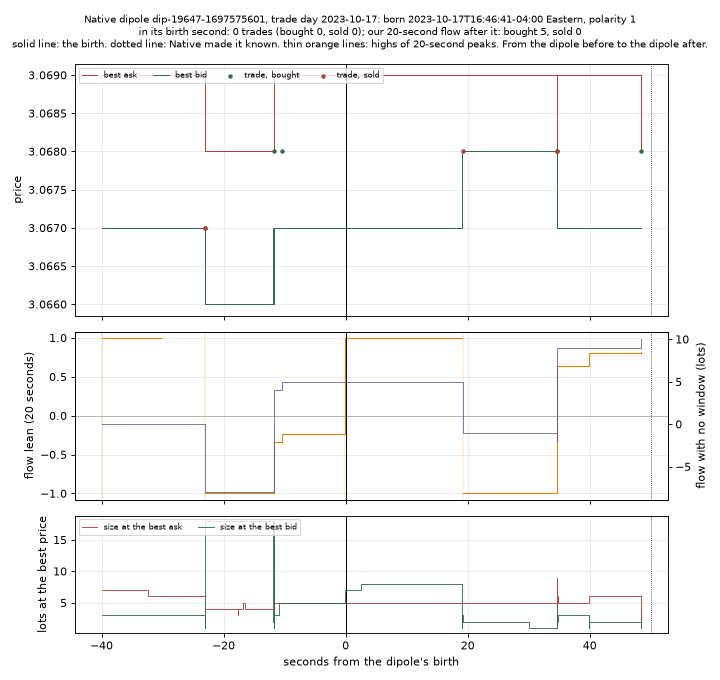 Native dipole dip-19647-1697575601, trade day 2023-10-17: born 2023-10-17T16:46:41-04:00 Eastern, polarity 1
in its birth second: 0 trades (bought 0, sold 0); our 20-second flow after it: bought 5, sold 0
solid line: the birth. dotted line: Native made it known. thin orange lines: highs of 20-second peaks. From the dipole before to the dipole after.
best ask best bid trade, bought trade, sold
3.0690
3.0685
3.0680
3.0675
3.0670
3.0665
3.0660
price
1.0
0.5
0.0
−0.5
−1.0
flow lean (20 seconds)
10
5
0
−5
flow with no window (lots)
size at the best ask size at the best bid
15
10
5
lots at the best price
−40 −20 0 20 40
seconds from the dipole's birth